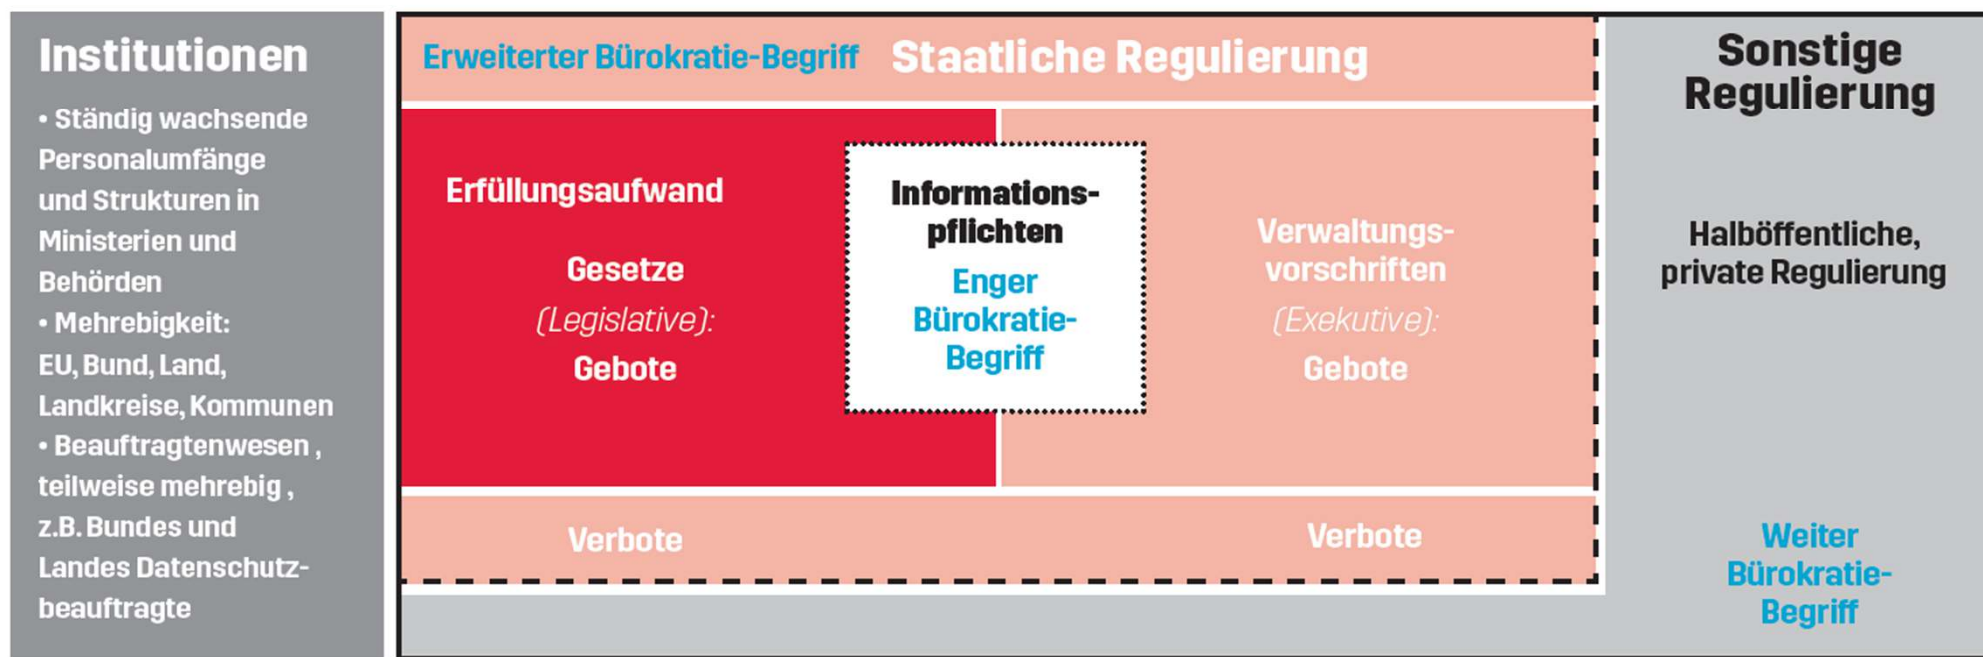 Institutionen
• Ständig wachsende
Personalumfänge
und Strukturen in
Ministerien und
Behörden
• Mehrebigkeit:
EU, Bund, Land,
Landkreise, Kommunen
• Beauftragtenwesen ,
teilweise mehrebig ,
z.B. Bundes und
Landes Datenschutz-
beauftragte
Erweiterter Bürokratie-Begriff Staatliche Regulierung
Erfüllungsaufwand
Gesetze
(Legislative):
Gebote
Informations-
pflichten
Enger
Bürokratie-
Begriff
Verwaltungs-
vorschriften
(Exekutive):
Gebote
Verbote
Verbote
Sonstige
Regulierung
Halböffentliche,
private Regulierung
Weiter
Bürokratie-
Begriff